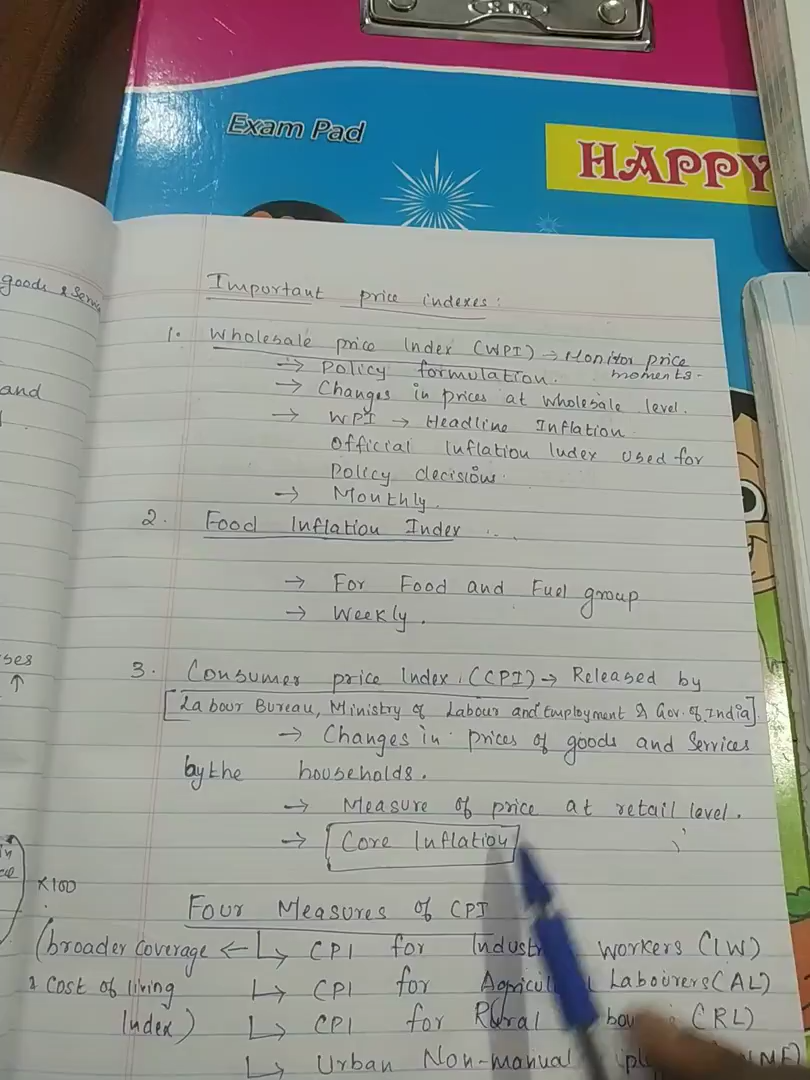 Exam Pad
HAPPY
goods & Servic
and
ses
↑
×100
Important price indexes:
1. Wholesale price Index (WPI) → Monitor price moments.
→ Policy formulation.
→ Changes in prices at wholesale level.
→ WPI → Headline Inflation
Official Inflation Index used for
Policy decisions.
→ Monthly.
2. Food Inflation Index
→ For Food and Fuel group
→ Weekly.
3. Consumer price Index (CPI) → Released by
[Labour Bureau, Ministry of Labour and Employment & Gov. of India]
→ Changes in prices of goods and Services
by the households.
→ Measure of price at retail level.
→ Core Inflation
Four Measures of CPI
(broader coverage ← ↳ CPI for Industr workers (IW)
& Cost of living ↳ CPI for Agricul Labourers (AL)
Index) ↳ CPI for Rural bou (RL)
↳ Urban Non-manual